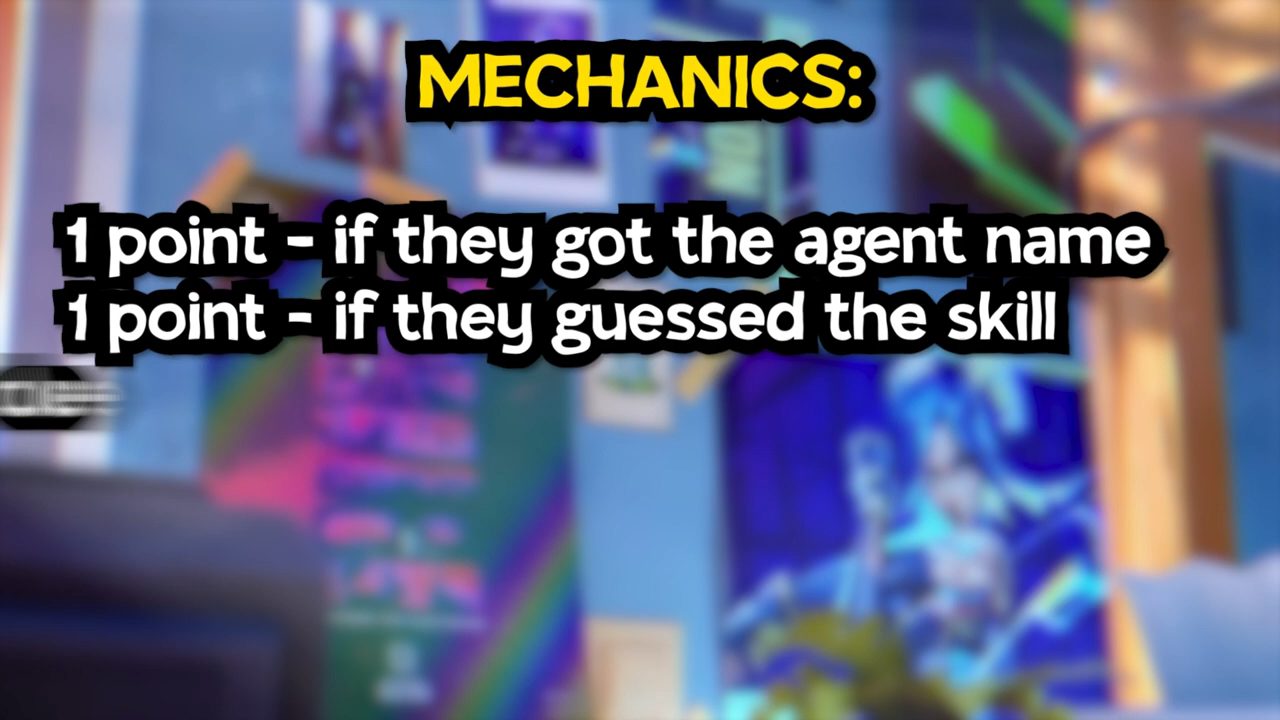 MECHANICS:
1 point - if they got the agent name
1 point - if they guessed the skill